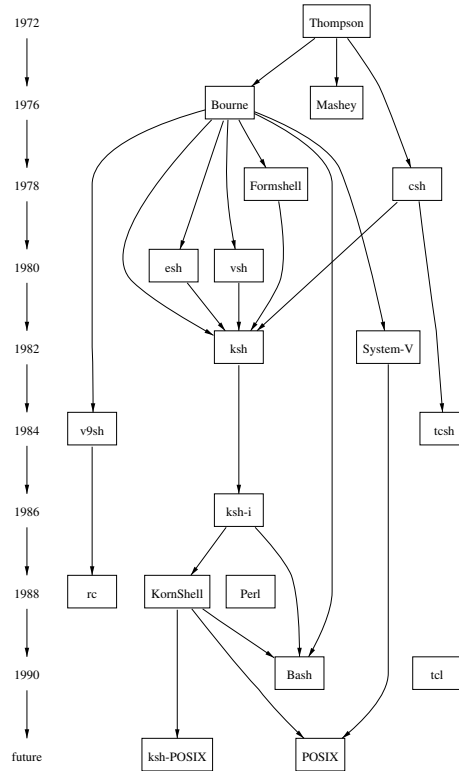 1972 Thompson
1976 Bourne Mashey
1978 Formshell csh
1980 esh vsh
1982 ksh System-V
1984 v9sh tcsh
1986 ksh-i
1988 rc KornShell Perl
1990 Bash tcl
future ksh-POSIX POSIX